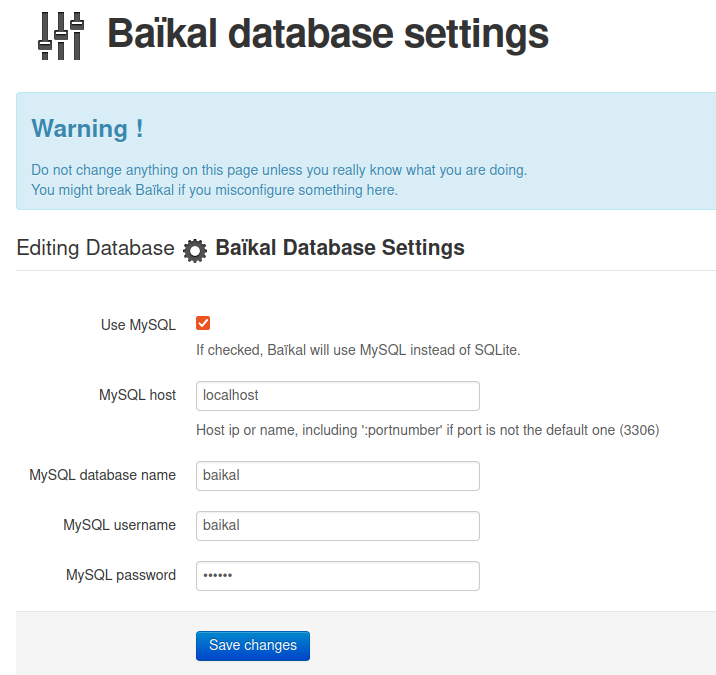 Baïkal database settings
Warning !
Do not change anything on this page unless you really know what you are doing.
You might break Baïkal if you misconfigure something here.
Editing Database Baïkal Database Settings
Use MySQL
If checked, Baïkal will use MySQL instead of SQLite.
MySQL host localhost
Host ip or name, including ':portnumber' if port is not the default one (3306)
MySQL database name baikal
MySQL username baikal
MySQL password ••••••
Save changes